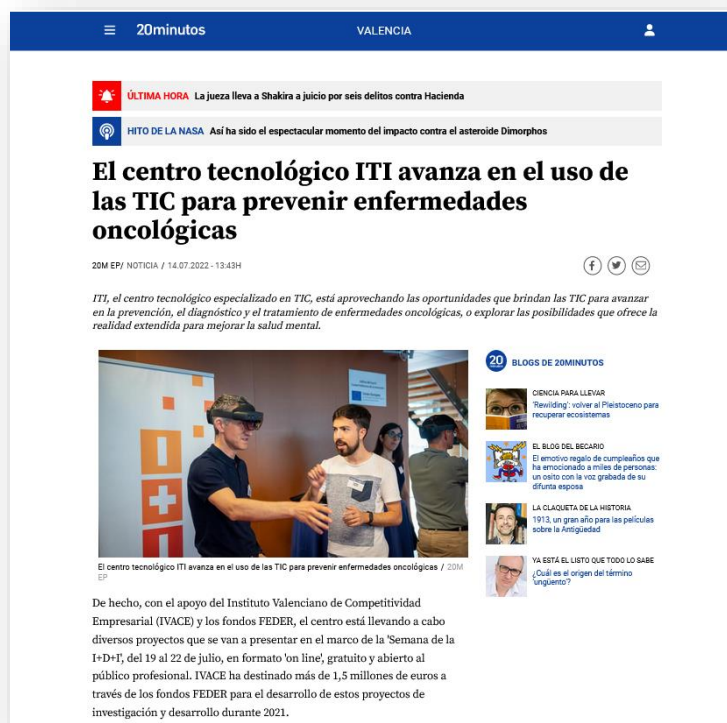 20minutos
VALENCIA
ÚLTIMA HORA La jueza lleva a Shakira a juicio por seis delitos contra Hacienda
HITO DE LA NASA Así ha sido el espectacular momento del impacto contra el asteroide Dimorphos
El centro tecnológico ITI avanza en el uso de
las TIC para prevenir enfermedades
oncológicas
20M EP/ NOTICIA / 14.07.2022 - 13:43H
ITI, el centro tecnológico especializado en TIC, está aprovechando las oportunidades que brindan las TIC para avanzar
en la prevención, el diagnóstico y el tratamiento de enfermedades oncológicas, o explorar las posibilidades que ofrece la
realidad extendida para mejorar la salud mental.
El centro tecnológico ITI avanza en el uso de las TIC para prevenir enfermedades oncológicas / 20M
EP
De hecho, con el apoyo del Instituto Valenciano de Competitividad
Empresarial (IVACE) y los fondos FEDER, el centro está llevando a cabo
diversos proyectos que se van a presentar en el marco de la 'Semana de la
I+D+I', del 19 al 22 de julio, en formato 'on line', gratuito y abierto al
público profesional. IVACE ha destinado más de 1,5 millones de euros a
través de los fondos FEDER para el desarrollo de estos proyectos de
investigación y desarrollo durante 2021.
20 BLOGS DE 20MINUTOS
CIENCIA PARA LLEVAR
'Rewilding': volver al Pleistoceno para
recuperar ecosistemas
EL BLOG DEL BECARIO
El emotivo regalo de cumpleaños que
ha emocionado a miles de personas:
un osito con la voz grabada de su
difunta esposa
LA CLAQUETA DE LA HISTORIA
1913, un gran año para las películas
sobre la Antigüedad
YA ESTÁ EL LISTO QUE TODO LO SABE
¿Cuál es el origen del término
'ungüento'?